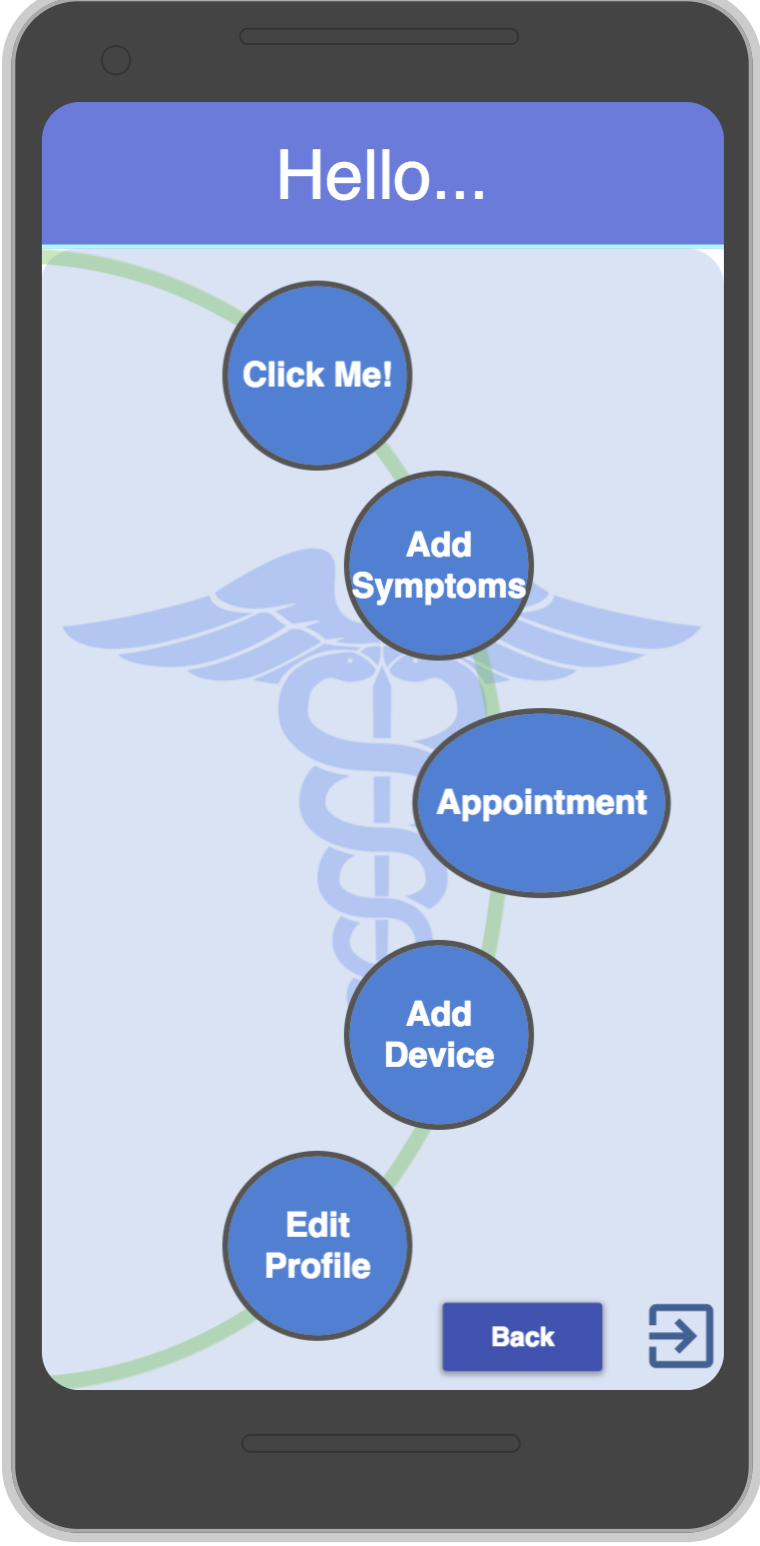 Hello...
Click Me!
Add
Symptoms
Appointment
Add
Device
Edit
Profile
Back